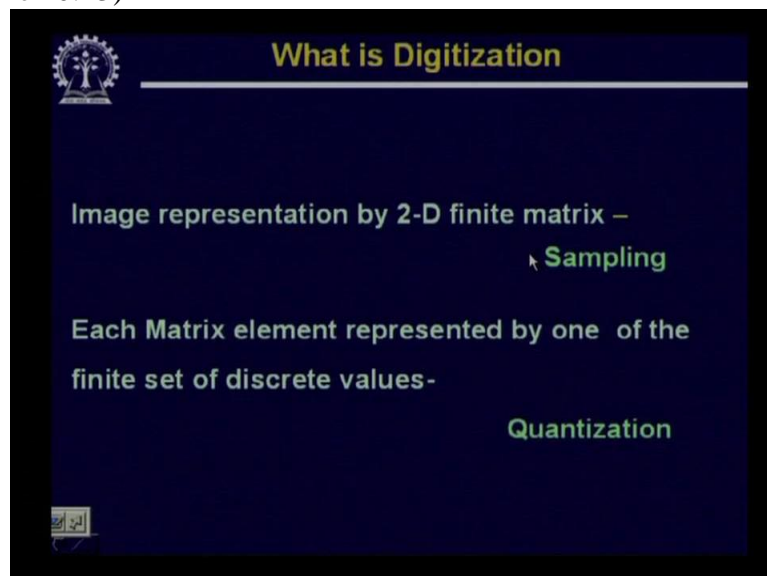 What is Digitization
Image representation by 2-D finite matrix –
Sampling
Each Matrix element represented by one of the
finite set of discrete values-
Quantization